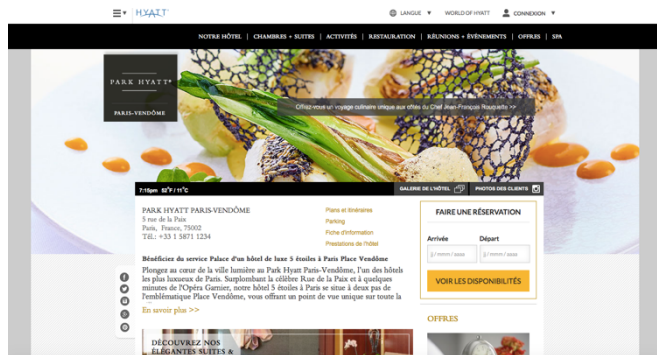 HYATT
LANGUE ▼ WORLD OF HYATT CONNEXION ▼
NOTRE HÔTEL | CHAMBRES + SUITES | ACTIVITÉS | RESTAURATION | RÉUNIONS + ÉVÉNEMENTS | OFFRES | SPA
PARK HYATT®
PARIS-VENDÔME
Offrez-vous un voyage culinaire unique aux côtés du Chef Jean-François Rouquette >>
7:15pm 52°F / 11°C
GALERIE DE L'HÔTEL
PHOTOS DES CLIENTS
PARK HYATT PARIS-VENDÔME
5 rue de la Paix
Paris, France, 75002
Tél.: +33 1 5871 1234
Plans et itinéraires
Parking
Fiche d'information
Prestations de l'hôtel
Bénéficiez du service Palace d'un hôtel de luxe 5 étoiles à Paris Place Vendôme
Plongez au cœur de la ville lumière au Park Hyatt Paris-Vendôme, l'un des hôtels
les plus luxueux de Paris. Surplombant la célèbre Rue de la Paix et à quelques
minutes de l'Opéra Garnier, notre hôtel 5 étoiles à Paris se situe à deux pas de
l'emblématique Place Vendôme, vous offrant un point de vue unique sur toute la
En savoir plus >>
FAIRE UNE RÉSERVATION
Arrivée Départ
jj / mmm / aaaa jj / mmm / aaaa
VOIR LES DISPONIBILITÉS
OFFRES
DÉCOUVREZ NOS
ÉLÉGANTES SUITES &